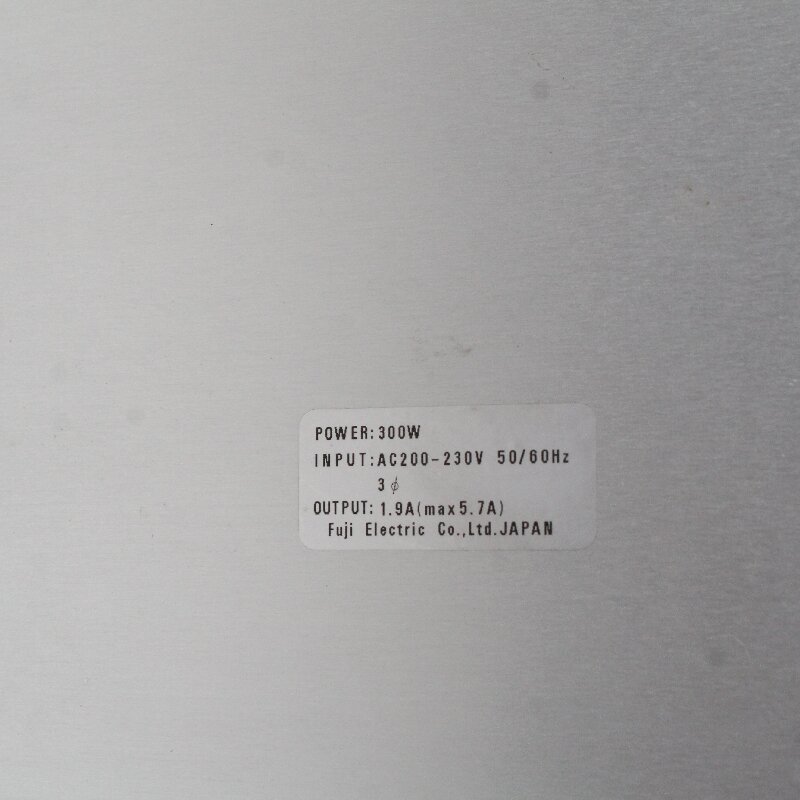 POWER:300W
INPUT:AC200-230V 50/60Hz
3ϕ
OUTPUT: 1.9A(max5.7A)
Fuji Electric Co.,Ltd.JAPAN